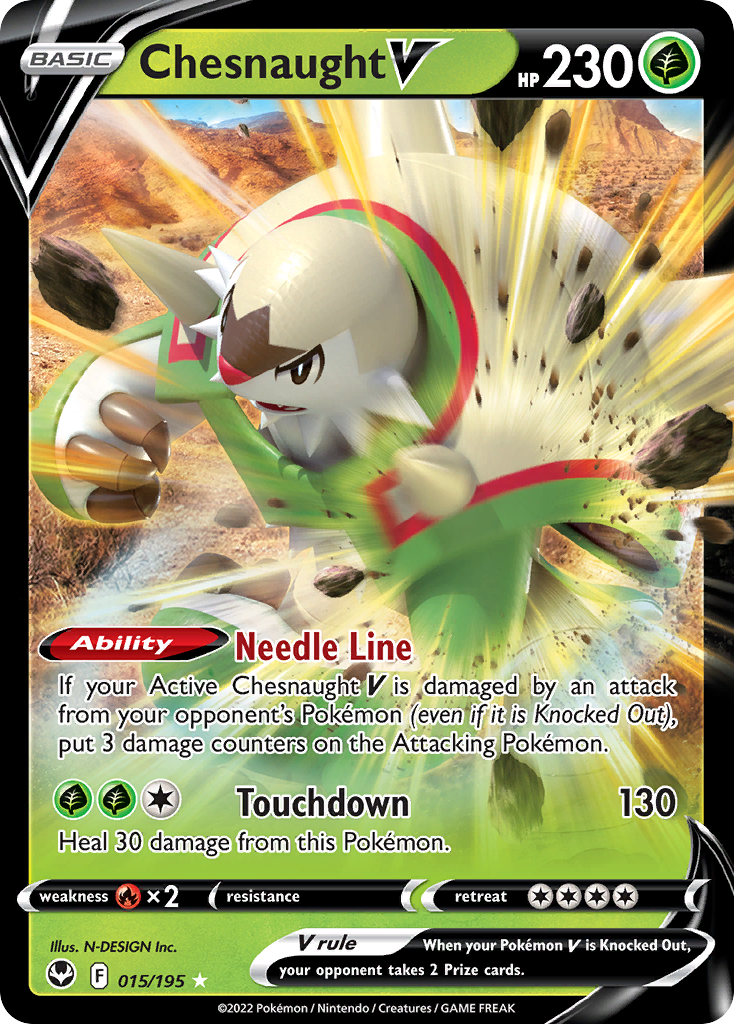 BASIC Chesnaught V HP 230
Ability Needle Line
If your Active Chesnaught V is damaged by an attack
from your opponent's Pokémon (even if it is Knocked Out),
put 3 damage counters on the Attacking Pokémon.
Touchdown 130
Heal 30 damage from this Pokémon.
weakness ×2 resistance retreat
Illus. N-DESIGN Inc.
V rule When your Pokémon V is Knocked Out,
your opponent takes 2 Prize cards.
F 015/195
©2022 Pokémon / Nintendo / Creatures / GAME FREAK